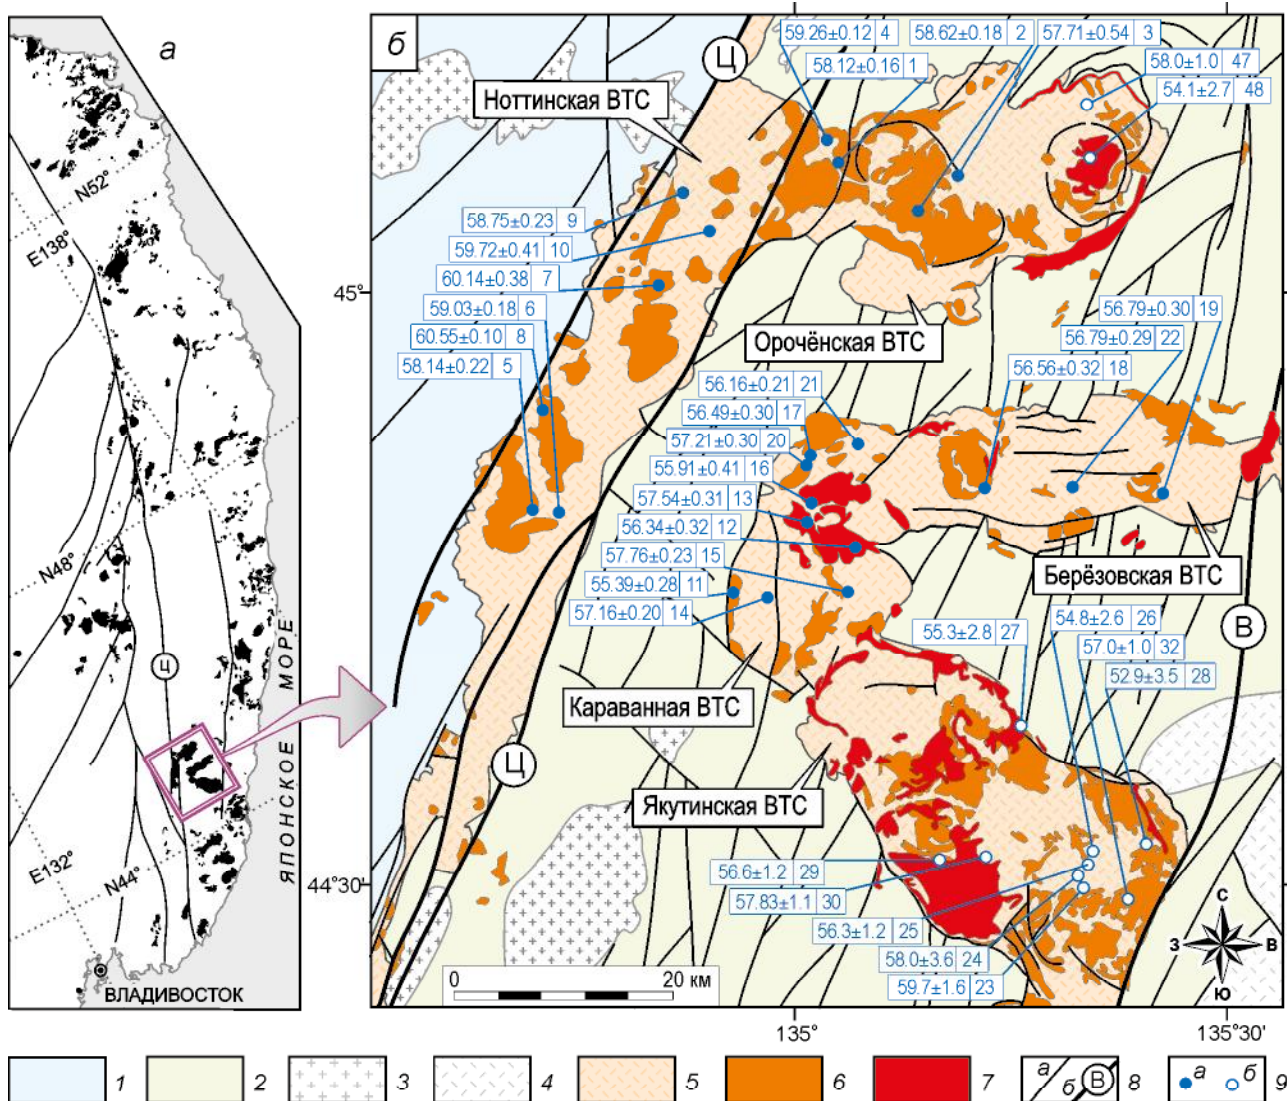 а
N52°
E138°
N48°
Ц
ЯПОНСКОЕ МОРЕ
E132°
N44°
ВЛАДИВОСТОК
б
Ноттинская ВТС
Ц
59.26±0.12 4
58.62±0.18 2
57.71±0.54 3
58.12±0.16 1
58.0±1.0 47
54.1±2.7 48
58.75±0.23 9
59.72±0.41 10
60.14±0.38 7
59.03±0.18 6
60.55±0.10 8
58.14±0.22 5
45°
Орочёнская ВТС
56.79±0.30 19
56.79±0.29 22
56.56±0.32 18
56.16±0.21 21
56.49±0.30 17
57.21±0.30 20
55.91±0.41 16
57.54±0.31 13
56.34±0.32 12
57.76±0.23 15
55.39±0.28 11
57.16±0.20 14
Берёзовская ВТС
В
54.8±2.6 26
57.0±1.0 32
52.9±3.5 28
55.3±2.8 27
Караванная ВТС
Ц
Якутинская ВТС
56.6±1.2 29
57.83±1.1 30
56.3±1.2 25
58.0±3.6 24
59.7±1.6 23
44°30'
0 20 км
С
З В
Ю
135° 135°30'
1 2 3 4 5 6 7 а б В 8 а б 9